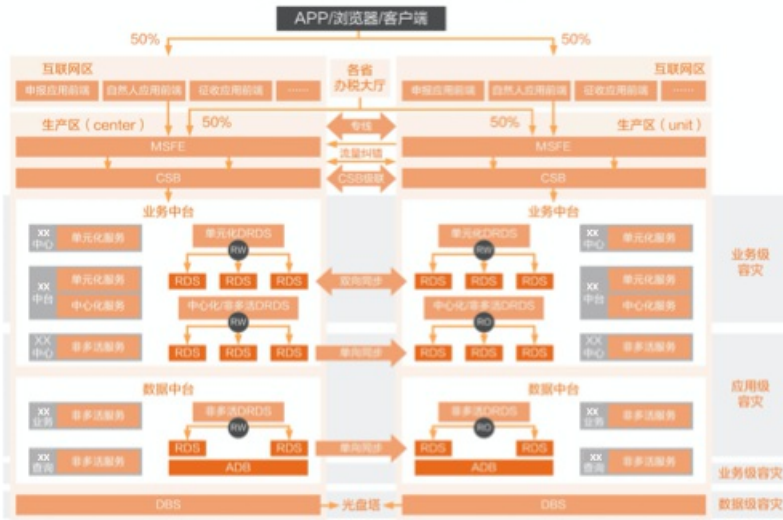 APP/浏览器/客户端
50%
50%
互联网区
申报应用前端
自然人应用前端
征收应用前端
......
各省
办税大厅
互联网区
申报应用前端
自然人应用前端
征收应用前端
......
生产区(center)
50%
专线
50%
生产区(unit)
MSFE
流量纠错
MSFE
CSB
CSB级联
CSB
业务中台
XX
中心
单元化服务
XX
中台
单元化服务
中心化服务
XX
中心
非多活服务
单元化DRDS
RW
RDS
RDS
RDS
中心化/非多活DRDS
RW
RDS
RDS
RDS
双向同步
单向同步
业务中台
单元化DRDS
RW
RDS
RDS
RDS
中心化/非多活DRDS
RO
RDS
RDS
RDS
XX
中心
单元化服务
XX
中台
单元化服务
中心化服务
XX
中心
非多活服务
业务级
容灾
数据中台
XX
业务
非多活服务
XX
查询
非多活服务
非多活DRDS
RW
RDS
RDS
ADB
单向同步
数据中台
非多活DRDS
RO
RDS
RDS
ADB
XX
业务
非多活服务
XX
查询
非多活服务
应用级
容灾
业务级容灾
DBS
光盘塔
DBS
数据级容灾